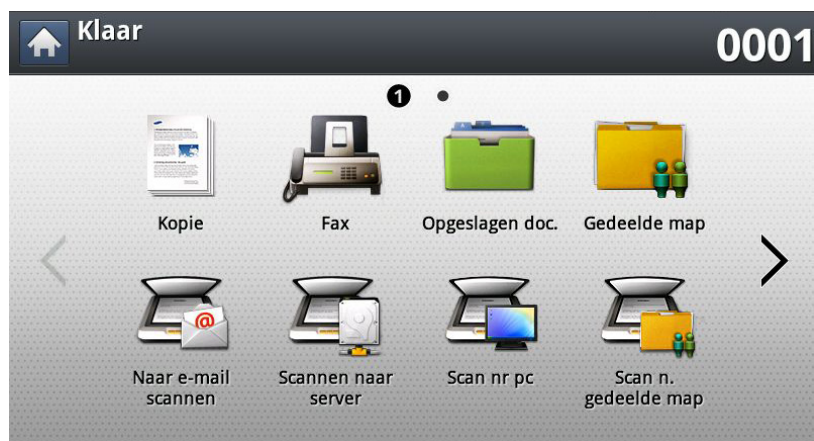 Klaar
0001
1
Kopie
Fax
Opgeslagen doc.
Gedeelde map
@
Naar e-mail
scannen
Scannen naar
server
Scan nr pc
Scan n.
gedeelde map